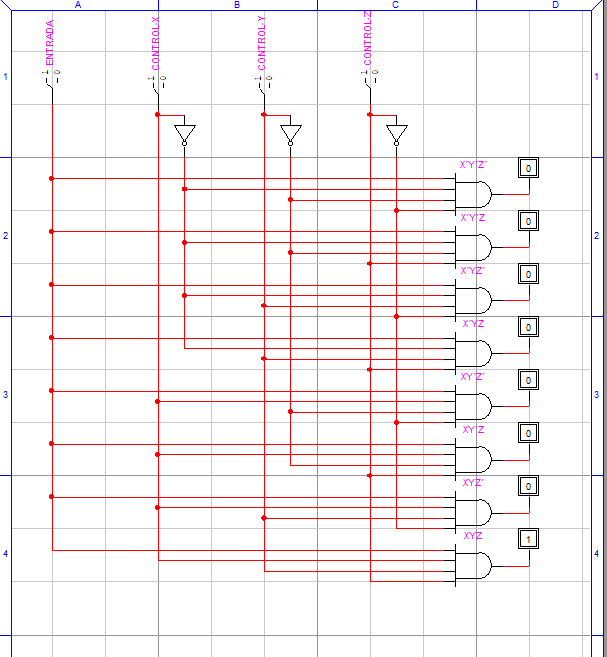 A B C D
ENTRADA
1
0
CONTROL-X
1
0
CONTROL-Y
1
0
CONTROL-Z
1
0
1 1
X'Y'Z'
0
X'Y'Z
0
2 2
X'YZ'
0
X'YZ
0
XY'Z'
0
3 3
XY'Z
0
XYZ'
0
XYZ
1
4 4